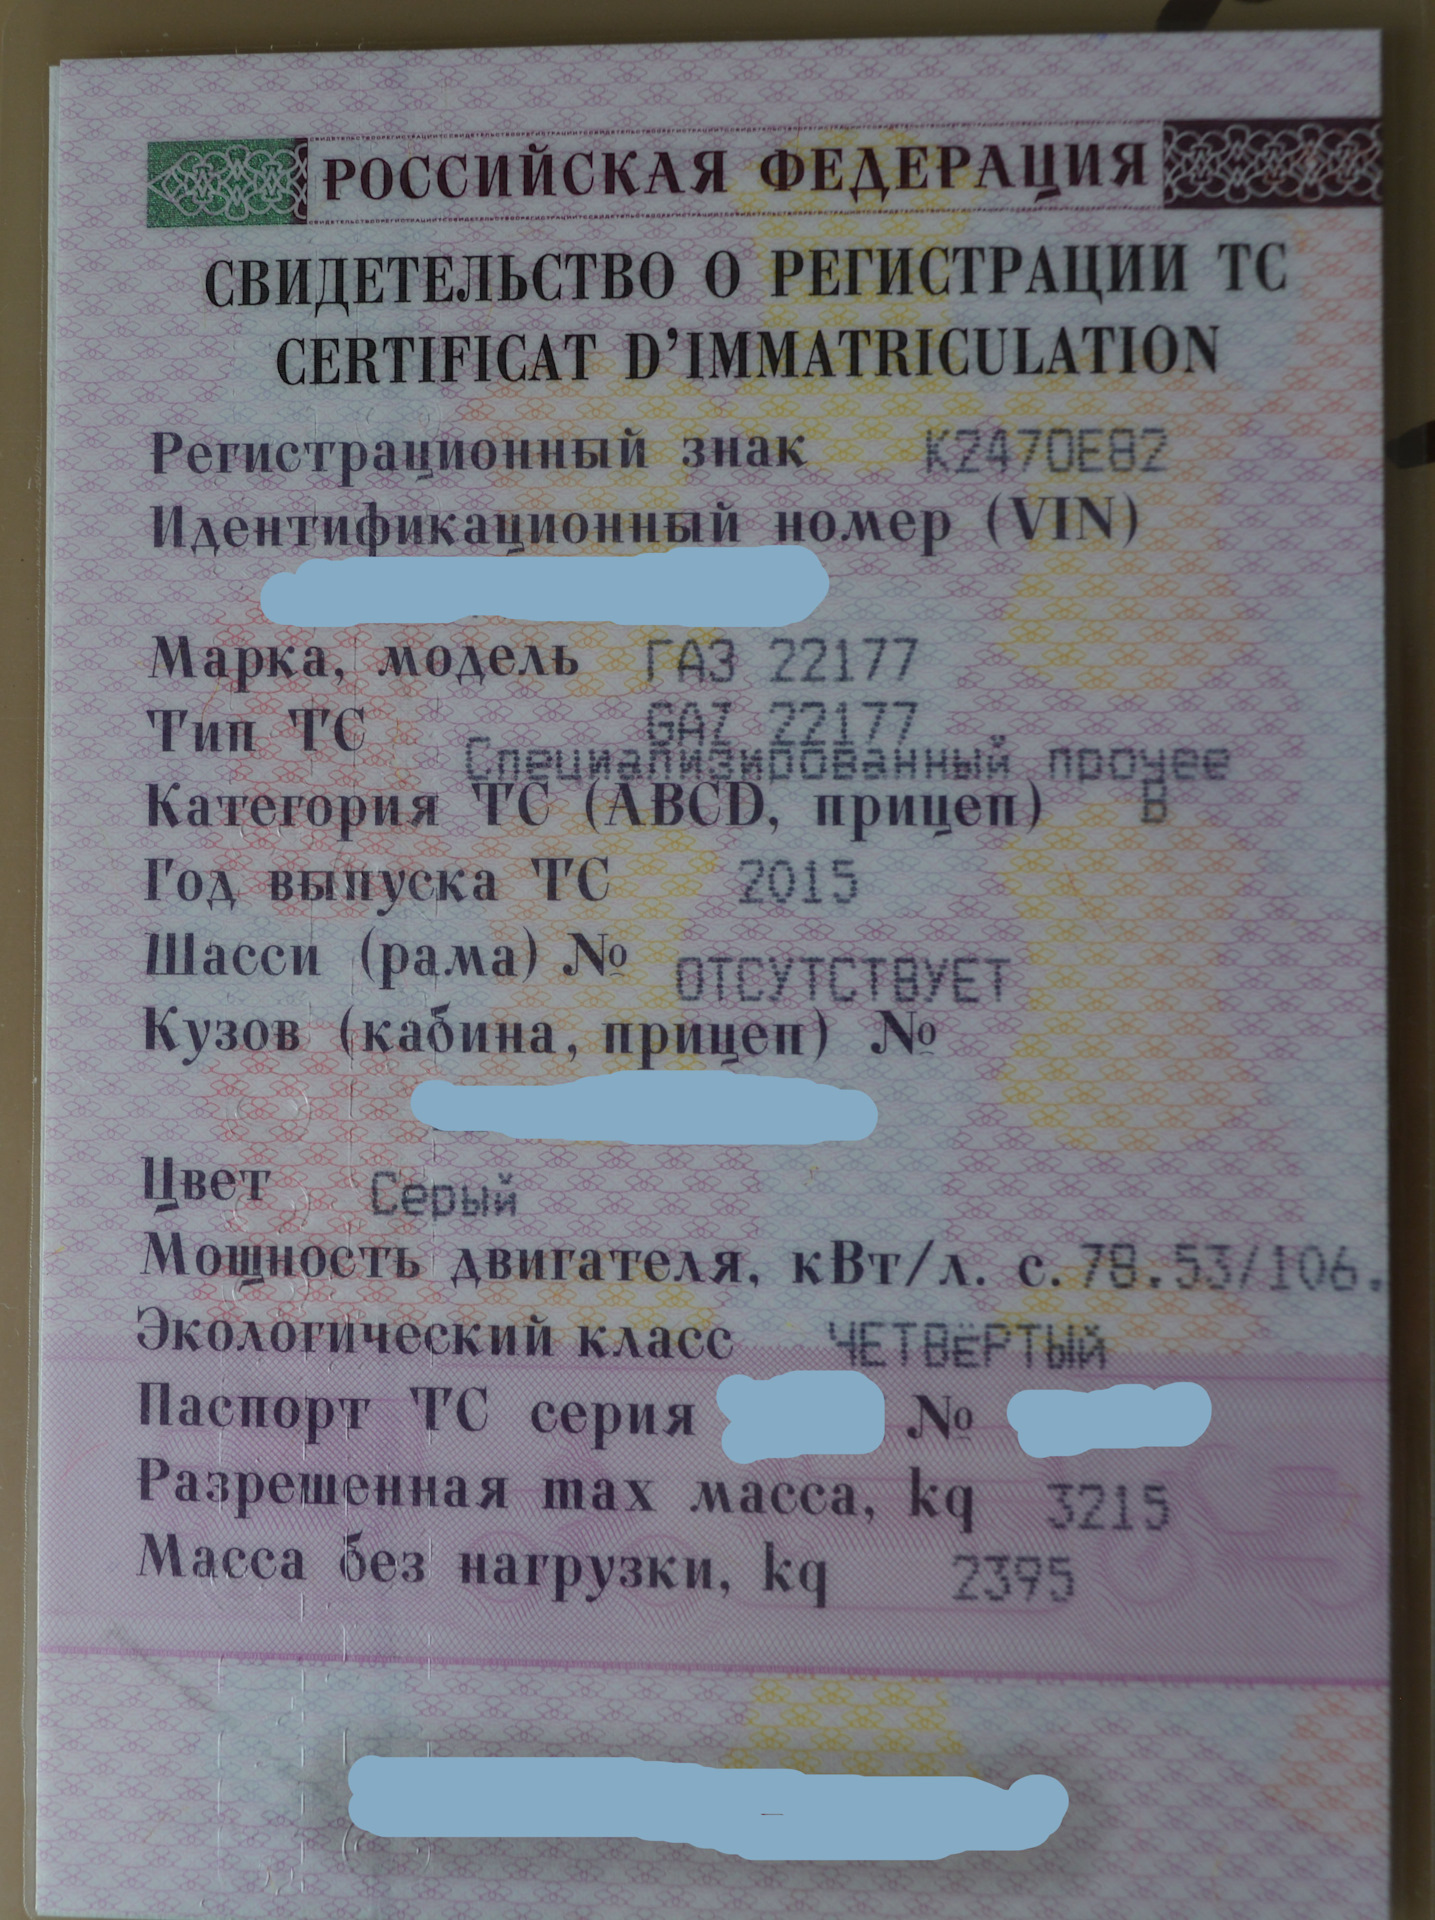 РОССИЙСКАЯ ФЕДЕРАЦИЯ
СВИДЕТЕЛЬСТВО О РЕГИСТРАЦИИ ТС
CERTIFICAT D'IMMATRICULATION
Регистрационный знак К247ОЕ82
Идентификационный номер (VIN)
Марка, модель ГАЗ 22177
Тип ТС GAZ 22177
Специализированный прочее
Категория ТС (ABCD, прицеп) В
Год выпуска ТС 2015
Шасси (рама) № ОТСУТСТВУЕТ
Кузов (кабина, прицеп) №
Цвет Серый
Мощность двигателя, кВт/л. с. 78.53/106.
Экологический класс ЧЕТВЁРТЫЙ
Паспорт ТС серия №
Разрешенная max масса, kq 3215
Масса без нагрузки, kq 2395